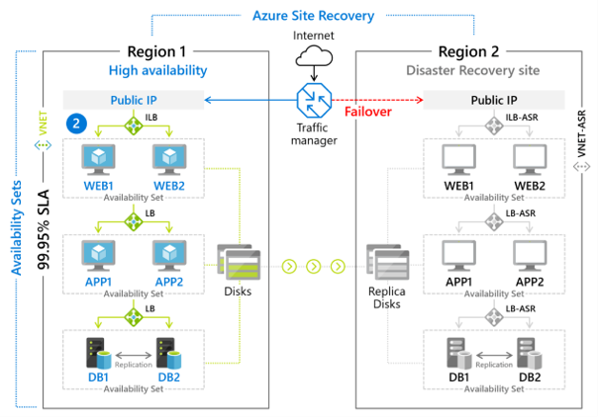 Azure Site Recovery
Internet
Traffic
manager
Failover
Region 1
High availability
Public IP
2
ILB
VNET
WEB1
WEB2
Availability Set
LB
APP1
APP2
Availability Set
LB
Replication
DB1
DB2
Availability Set
Availability Sets
99.95% SLA
Disks
Replica
Disks
Region 2
Disaster Recovery site
Public IP
ILB-ASR
VNET-ASR
WEB1
WEB2
Availability Set
LB-ASR
APP1
APP2
Availability Set
LB-ASR
Replication
DB1
DB2
Availability Set